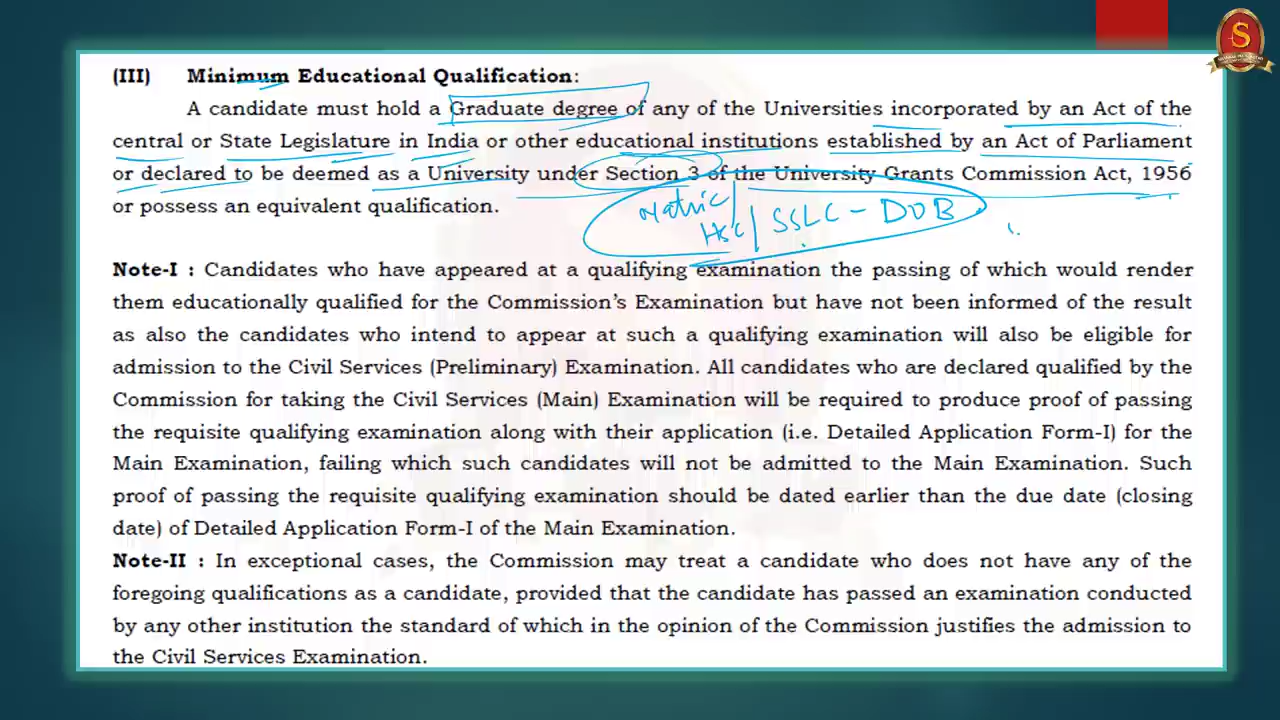 (III) Minimum Educational Qualification:
A candidate must hold a Graduate degree of any of the Universities incorporated by an Act of the
central or State Legislature in India or other educational institutions established by an Act of Parliament
or declared to be deemed as a University under Section 3 of the University Grants Commission Act, 1956
or possess an equivalent qualification.
Matric/
HSC / SSLC - DOB
Note-I : Candidates who have appeared at a qualifying examination the passing of which would render
them educationally qualified for the Commission's Examination but have not been informed of the result
as also the candidates who intend to appear at such a qualifying examination will also be eligible for
admission to the Civil Services (Preliminary) Examination. All candidates who are declared qualified by the
Commission for taking the Civil Services (Main) Examination will be required to produce proof of passing
the requisite qualifying examination along with their application (i.e. Detailed Application Form-I) for the
Main Examination, failing which such candidates will not be admitted to the Main Examination. Such
proof of passing the requisite qualifying examination should be dated earlier than the due date (closing
date) of Detailed Application Form-I of the Main Examination.
Note-II : In exceptional cases, the Commission may treat a candidate who does not have any of the
foregoing qualifications as a candidate, provided that the candidate has passed an examination conducted
by any other institution the standard of which in the opinion of the Commission justifies the admission to
the Civil Services Examination.
S